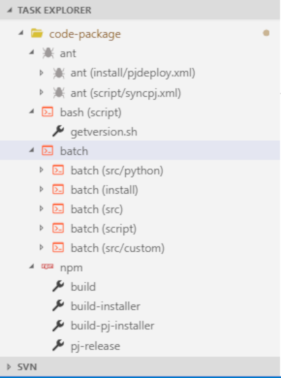 TASK EXPLORER
code-package
ant
ant (install/pjdeploy.xml)
ant (script/syncpj.xml)
bash (script)
getversion.sh
batch
batch (src/python)
batch (install)
batch (src)
batch (script)
batch (src/custom)
npm
build
build-installer
build-pj-installer
pj-release
SVN